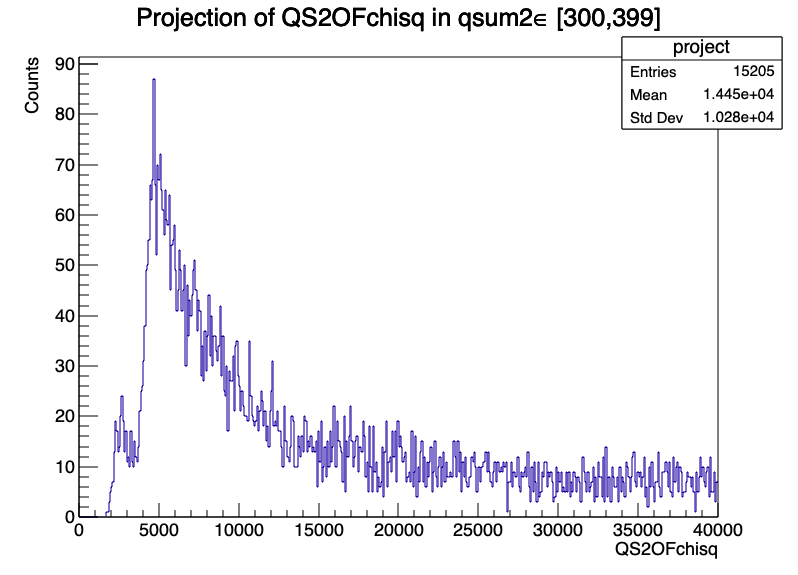 Projection of QS2OFchisq in qsum2∈ [300,399]
project
Entries 15205
Mean 1.445e+04
Std Dev 1.028e+04
Counts
90
80
70
60
50
40
30
20
10
0
0 5000 10000 15000 20000 25000 30000 35000 40000
QS2OFchisq